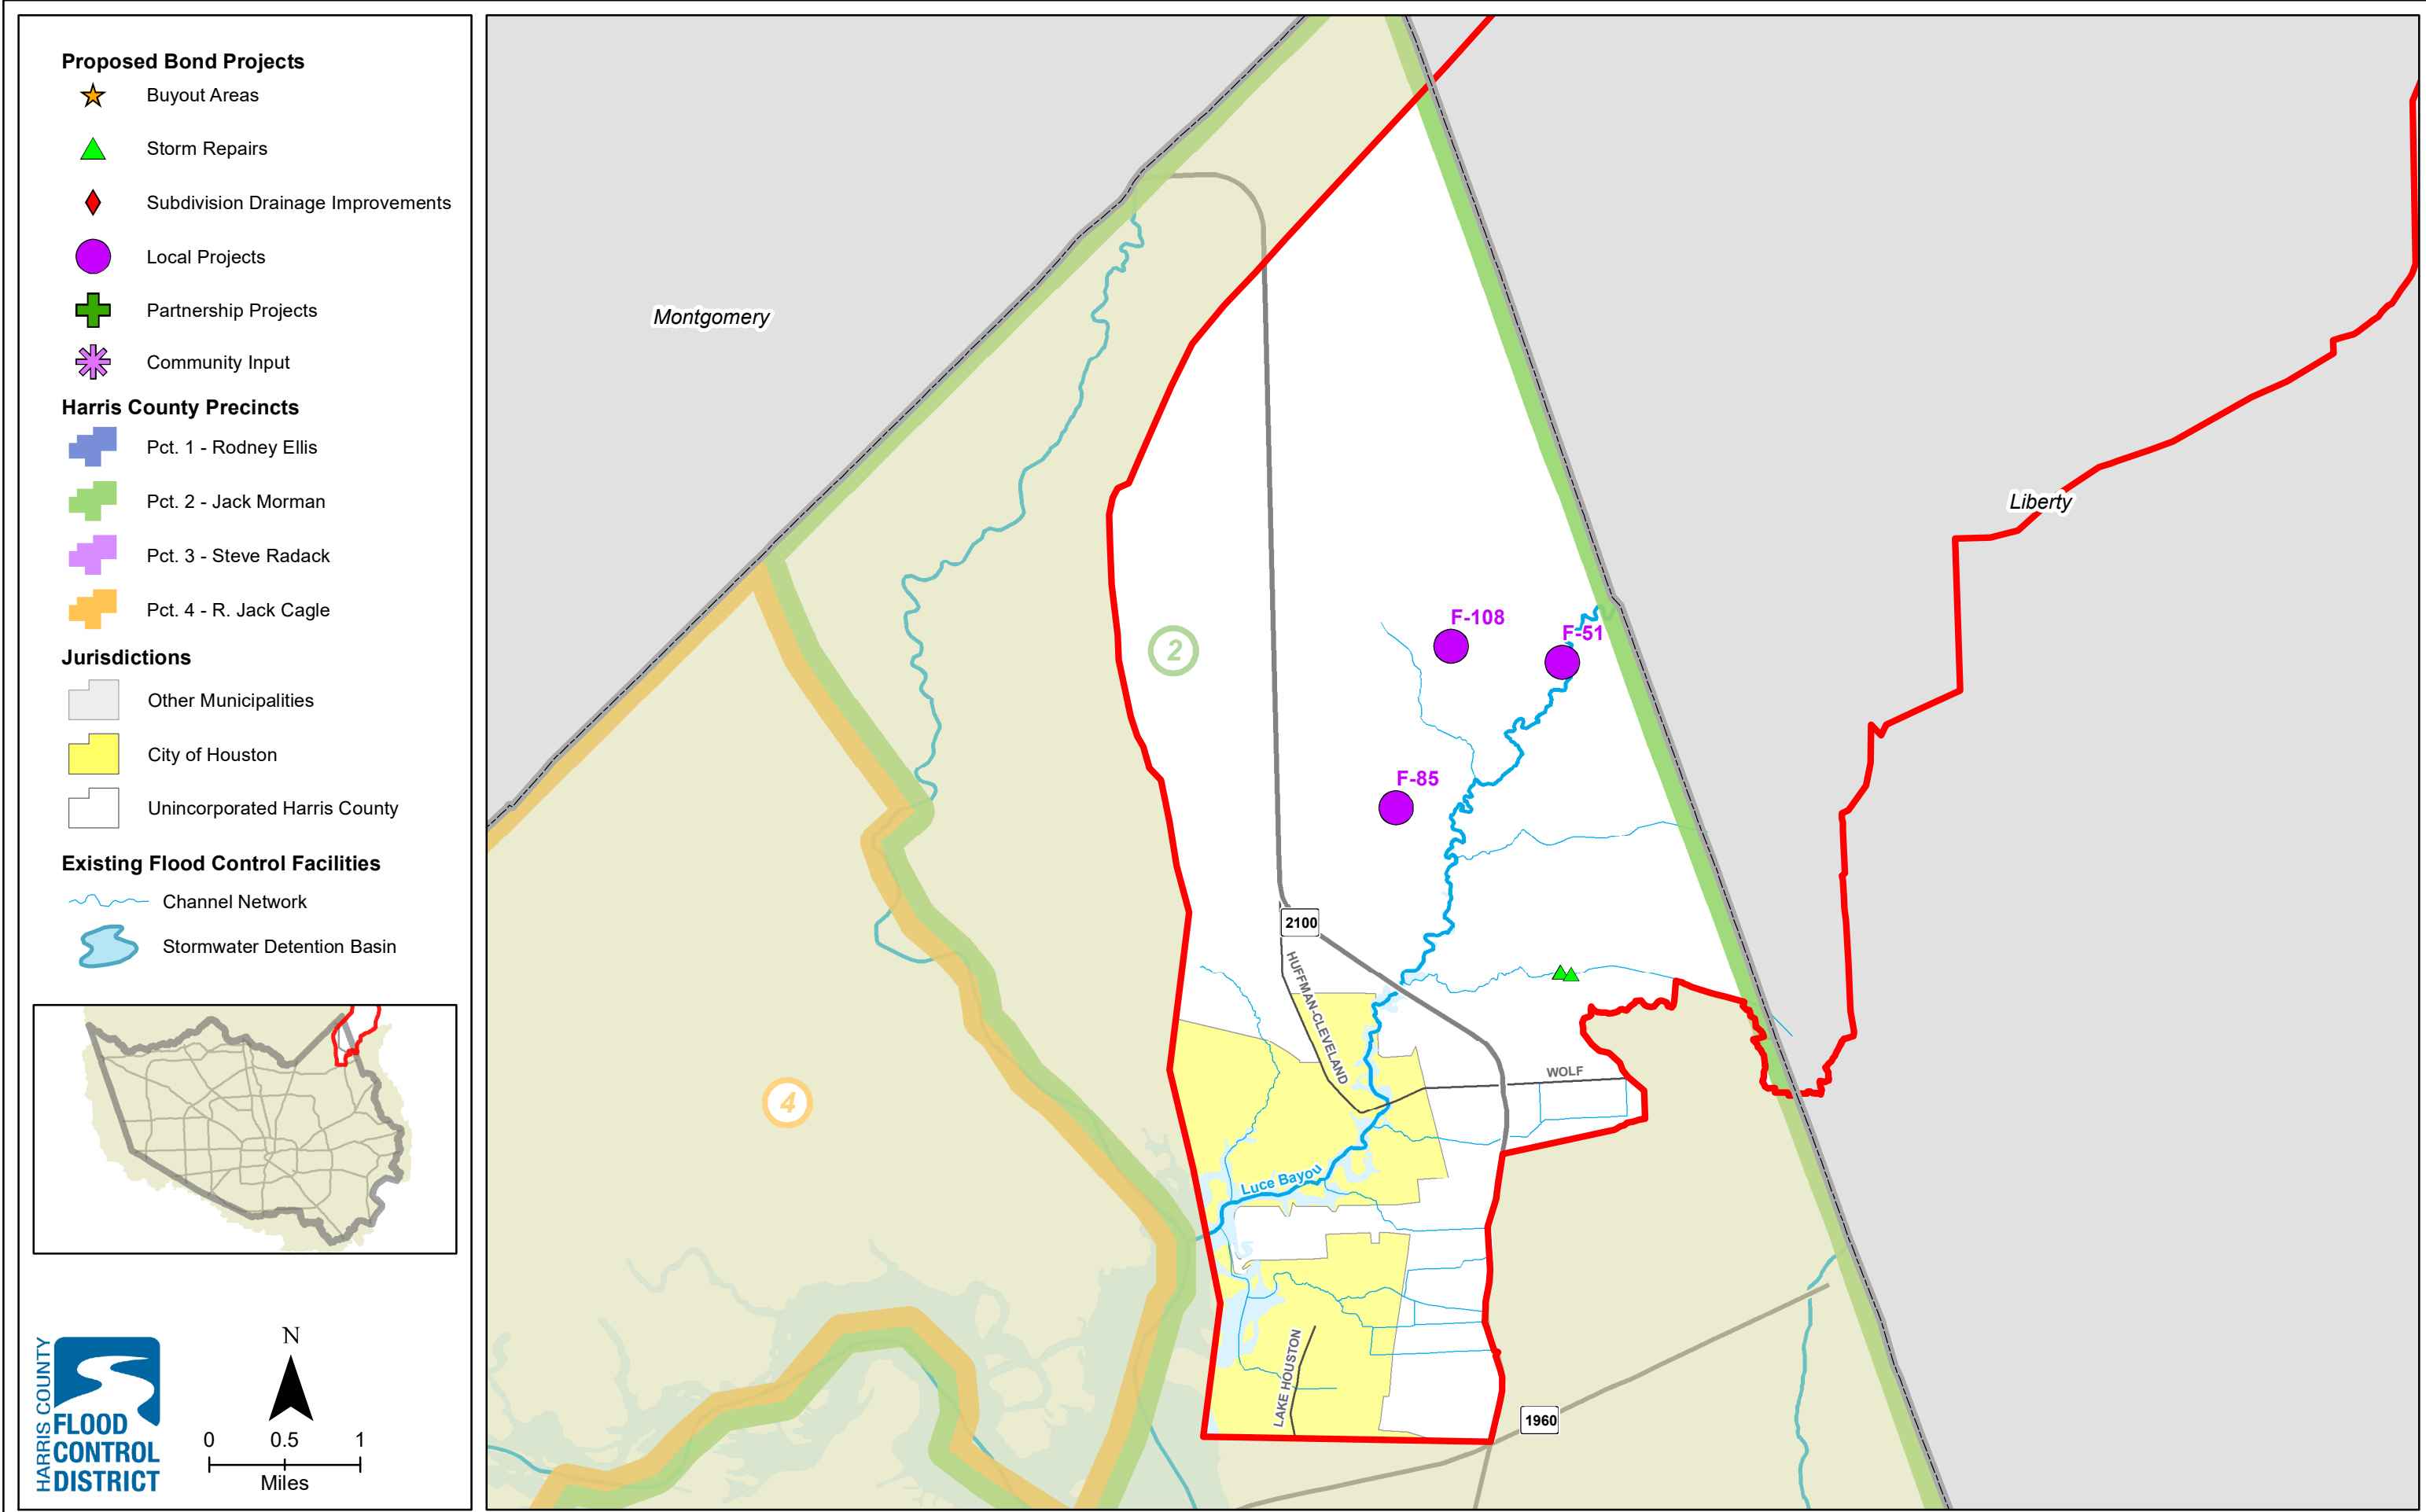 Proposed Bond Projects
Buyout Areas
Storm Repairs
Subdivision Drainage Improvements
Local Projects
Partnership Projects
Community Input
Harris County Precincts
Pct. 1 - Rodney Ellis
Pct. 2 - Jack Morman
Pct. 3 - Steve Radack
Pct. 4 - R. Jack Cagle
Jurisdictions
Other Municipalities
City of Houston
Unincorporated Harris County
Existing Flood Control Facilities
Channel Network
Stormwater Detention Basin
HARRIS COUNTY
FLOOD
CONTROL
DISTRICT
N
0 0.5 1
Miles
Montgomery
Liberty
2
F-108
F-51
F-85
2100
HUFFMAN-CLEVELAND
WOLF
4
Luce Bayou
LAKE HOUSTON
1960